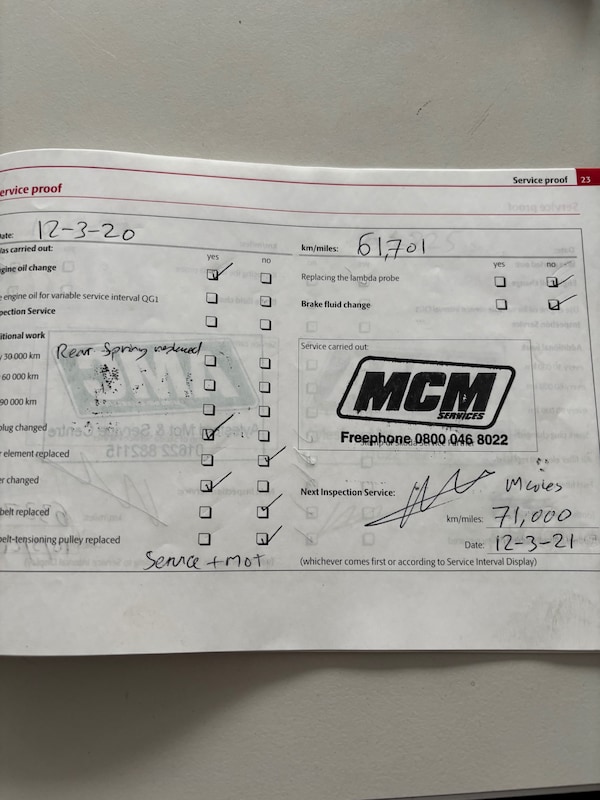 Service proof 23
ervice proof
ate: 12-3-20
km/miles: 61,701
as carried out: yes no
yes no
gine oil change
Replacing the lambda probe
engine oil for variable service interval QG1
Brake fluid change
pection Service
itional work
Rear Spring replaced
30 000 km
Service carried out:
60 000 km
MCM
SERVICES
90 000 km
Freephone 0800 046 8022
plug changed
r element replaced
er changed
Next Inspection Service:
Miles
belt replaced
km/miles: 71,000
belt-tensioning pulley replaced
Date: 12-3-21
Service + MOT
(whichever comes first or according to Service Interval Display)